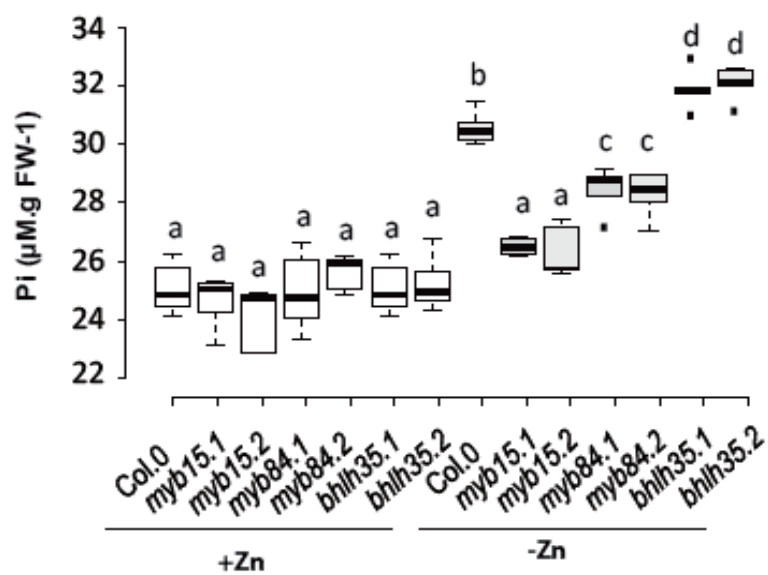 34
32
30
28
26
24
22
Pi (µM.g FW-1)
a a a a a a a b a a c c d d
Col.0 myb15.1 myb15.2 myb84.1 myb84.2 bhlh35.1 bhlh35.2 Col.0 myb15.1 myb15.2 myb84.1 myb84.2 bhlh35.1 bhlh35.2
+Zn -Zn